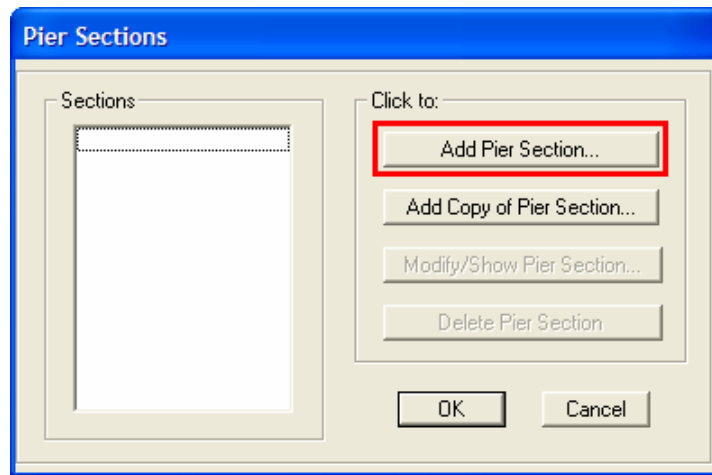 Pier Sections
Sections
Click to:
Add Pier Section...
Add Copy of Pier Section...
Modify/Show Pier Section...
Delete Pier Section
OK
Cancel